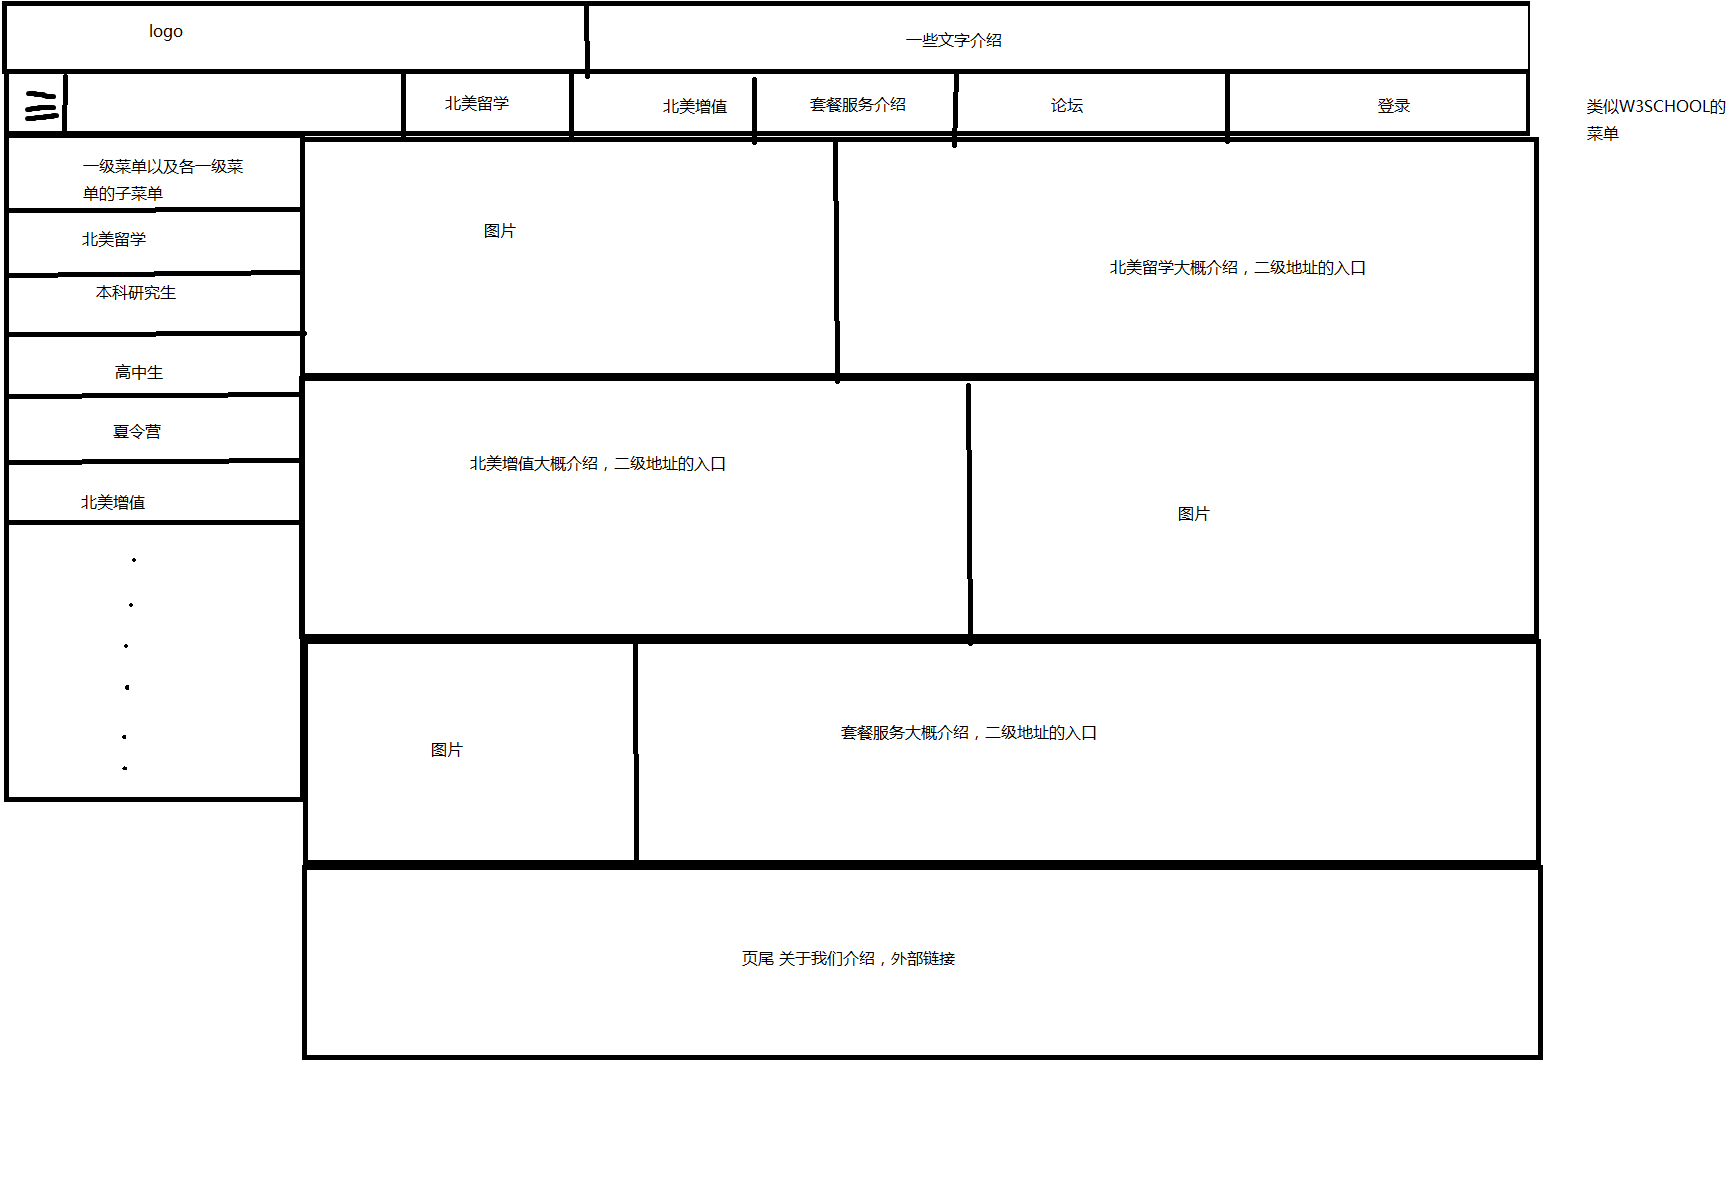 logo
一些文字介绍
北美留学
北美增值
套餐服务介绍
论坛
登录
类似W3SCHOOL的
菜单
一级菜单以及各一级菜
单的子菜单
北美留学
本科研究生
高中生
夏令营
北美增值
图片
北美留学大概介绍，二级地址的入口
北美增值大概介绍，二级地址的入口
图片
图片
套餐服务大概介绍，二级地址的入口
页尾 关于我们介绍，外部链接